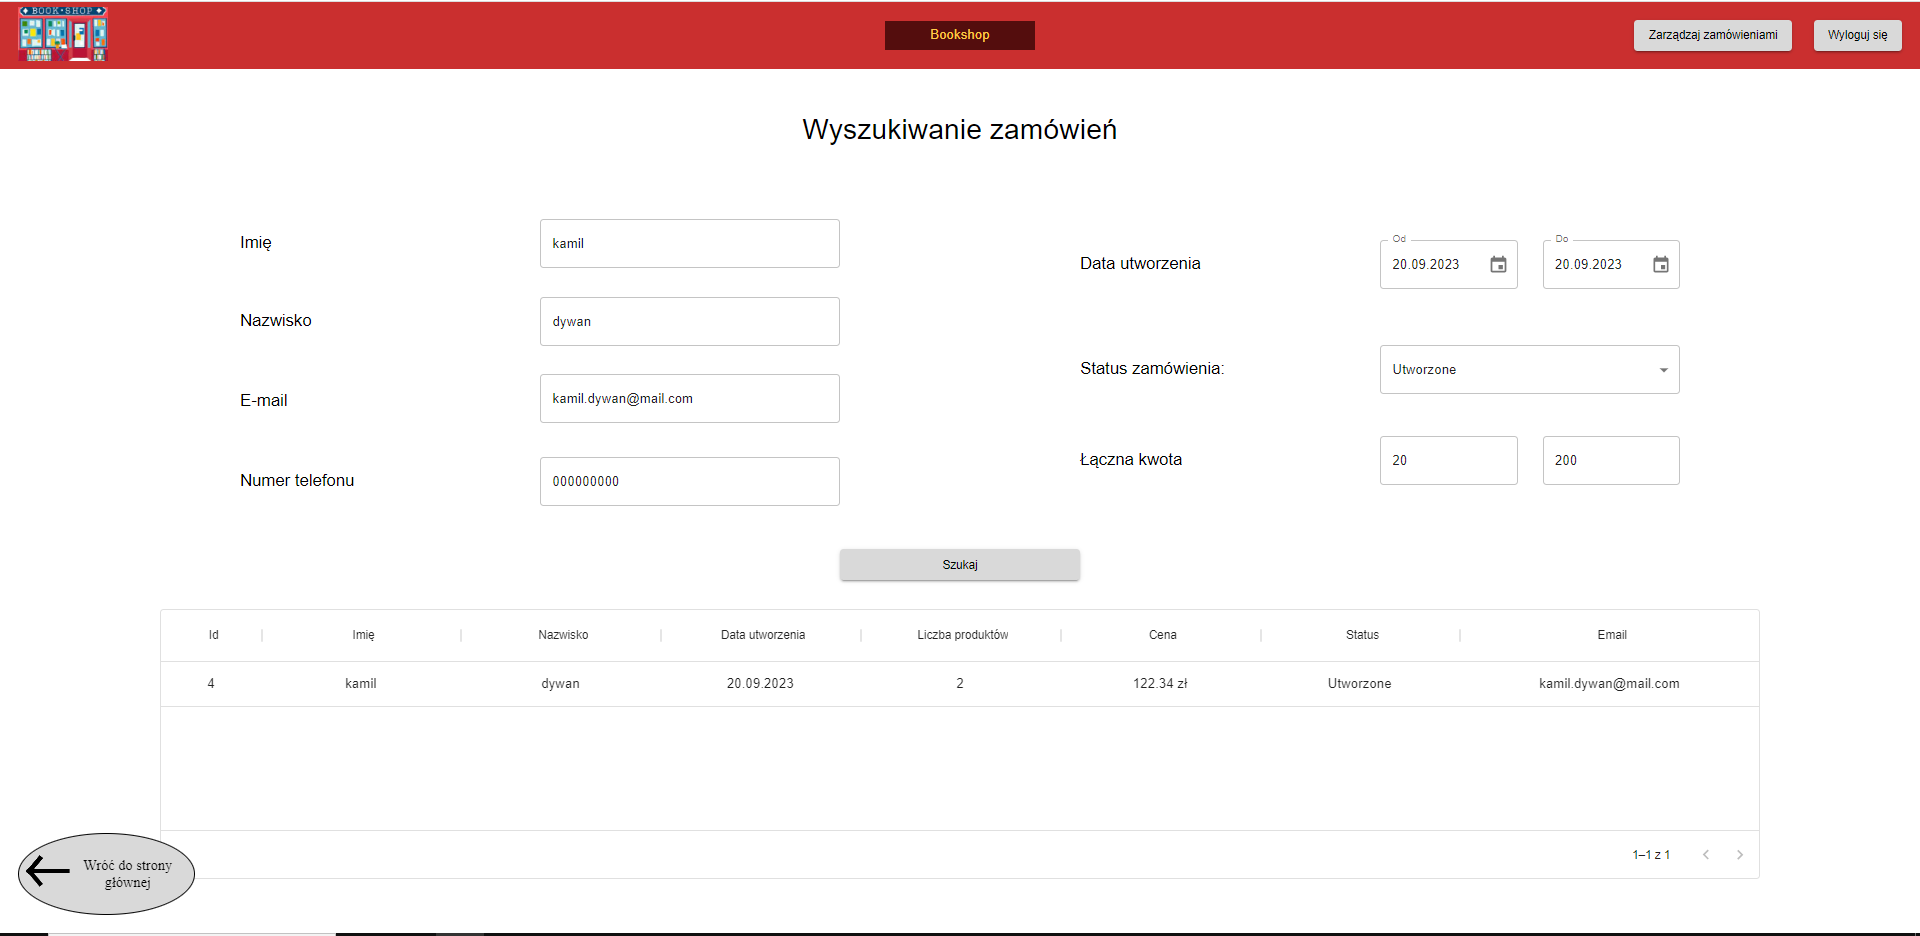 BOOK•SHOP
Bookshop
Zarządzaj zamówieniami
Wyloguj się
Wyszukiwanie zamówień
Imię
kamil
Nazwisko
dywan
E-mail
kamil.dywan@mail.com
Numer telefonu
000000000
Data utworzenia
Od
20.09.2023
Do
20.09.2023
Status zamówienia:
Utworzone
Łączna kwota
20
200
Szukaj
Id Imię Nazwisko Data utworzenia Liczba produktów Cena Status Email
4 kamil dywan 20.09.2023 2 122.34 zł Utworzone kamil.dywan@mail.com
1–1 z 1
Wróć do strony
głównej